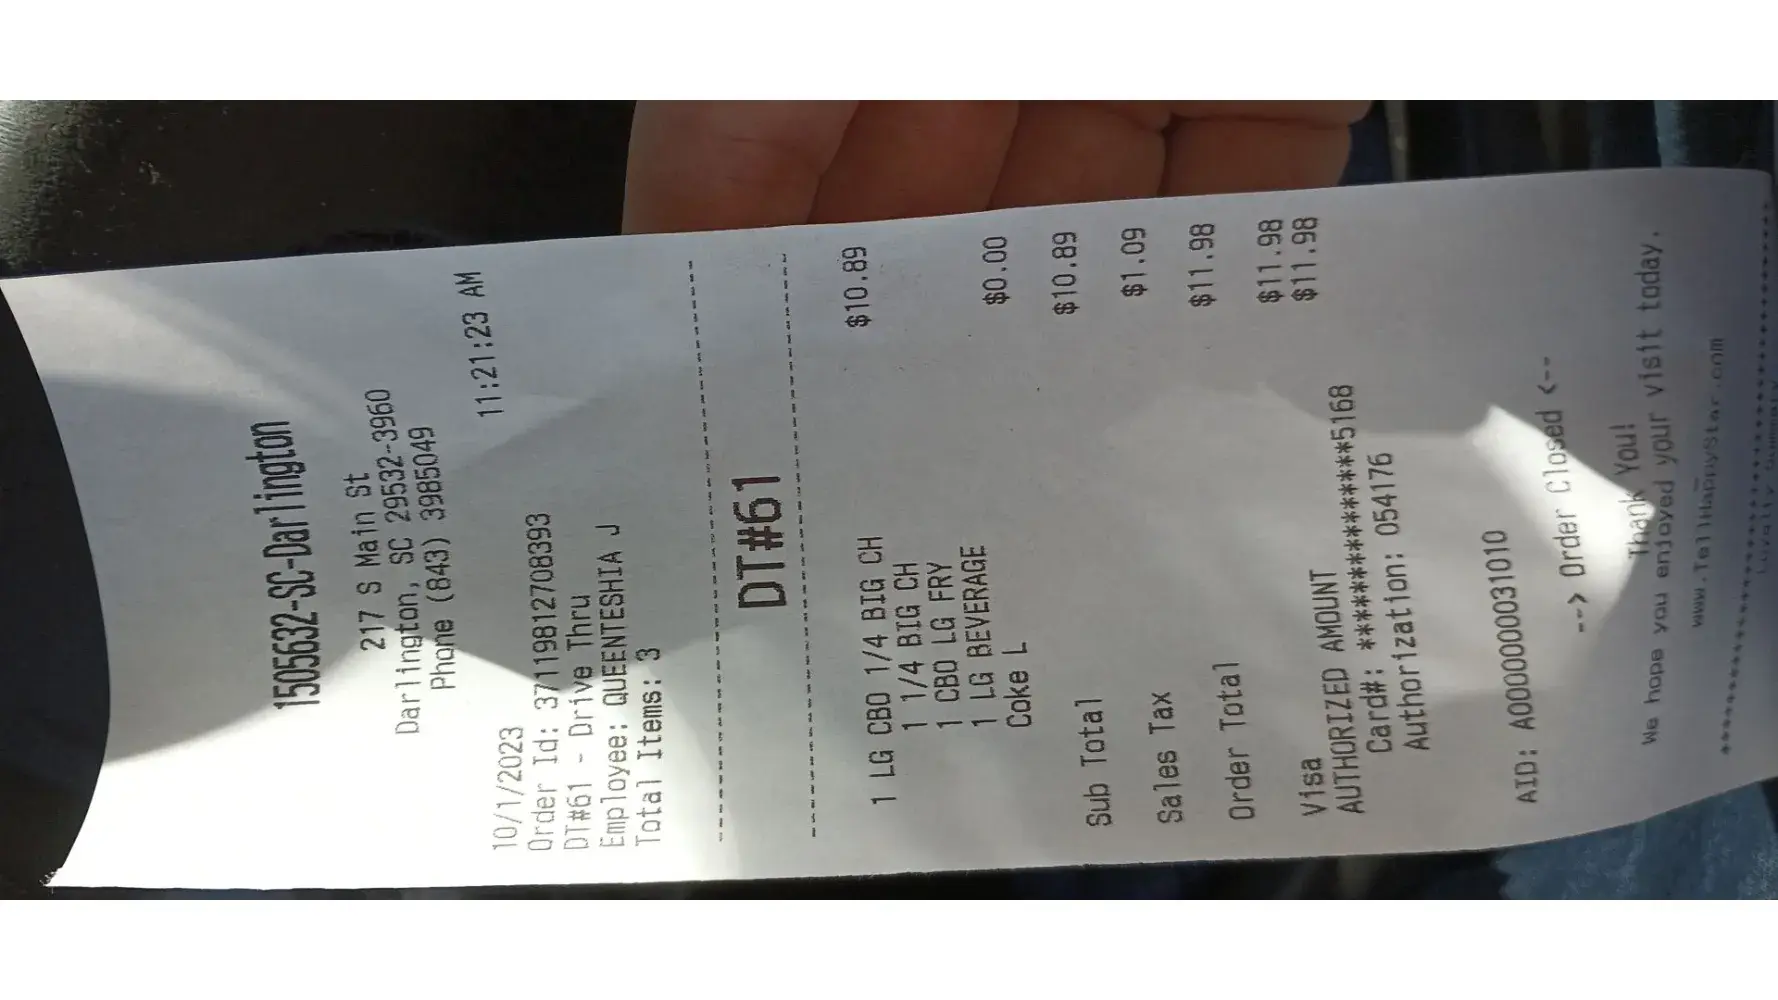 1505632-SC-Darlington
217 S Main St
Darlington, SC 29532-3960
Phone (843) 3985049
10/1/2023 11:21:23 AM
Order Id: 37119812708393
DT#61 - Drive Thru
Employee: QUEENTESHIA J
Total Items: 3
DT#61
1 LG CBO 1/4 BIG CH $10.89
1 1/4 BIG CH
1 CBO LG FRY
1 LG BEVERAGE
Coke L $0.00
Sub Total $10.89
Sales Tax $1.09
Order Total $11.98
Visa $11.98
AUTHORIZED AMOUNT $11.98
Card#: ************5168
Authorization: 054176
AID: A0000000031010
--> Order Closed <--
Thank You!
We hope you enjoyed your visit today.
www.TellHappyStar.com